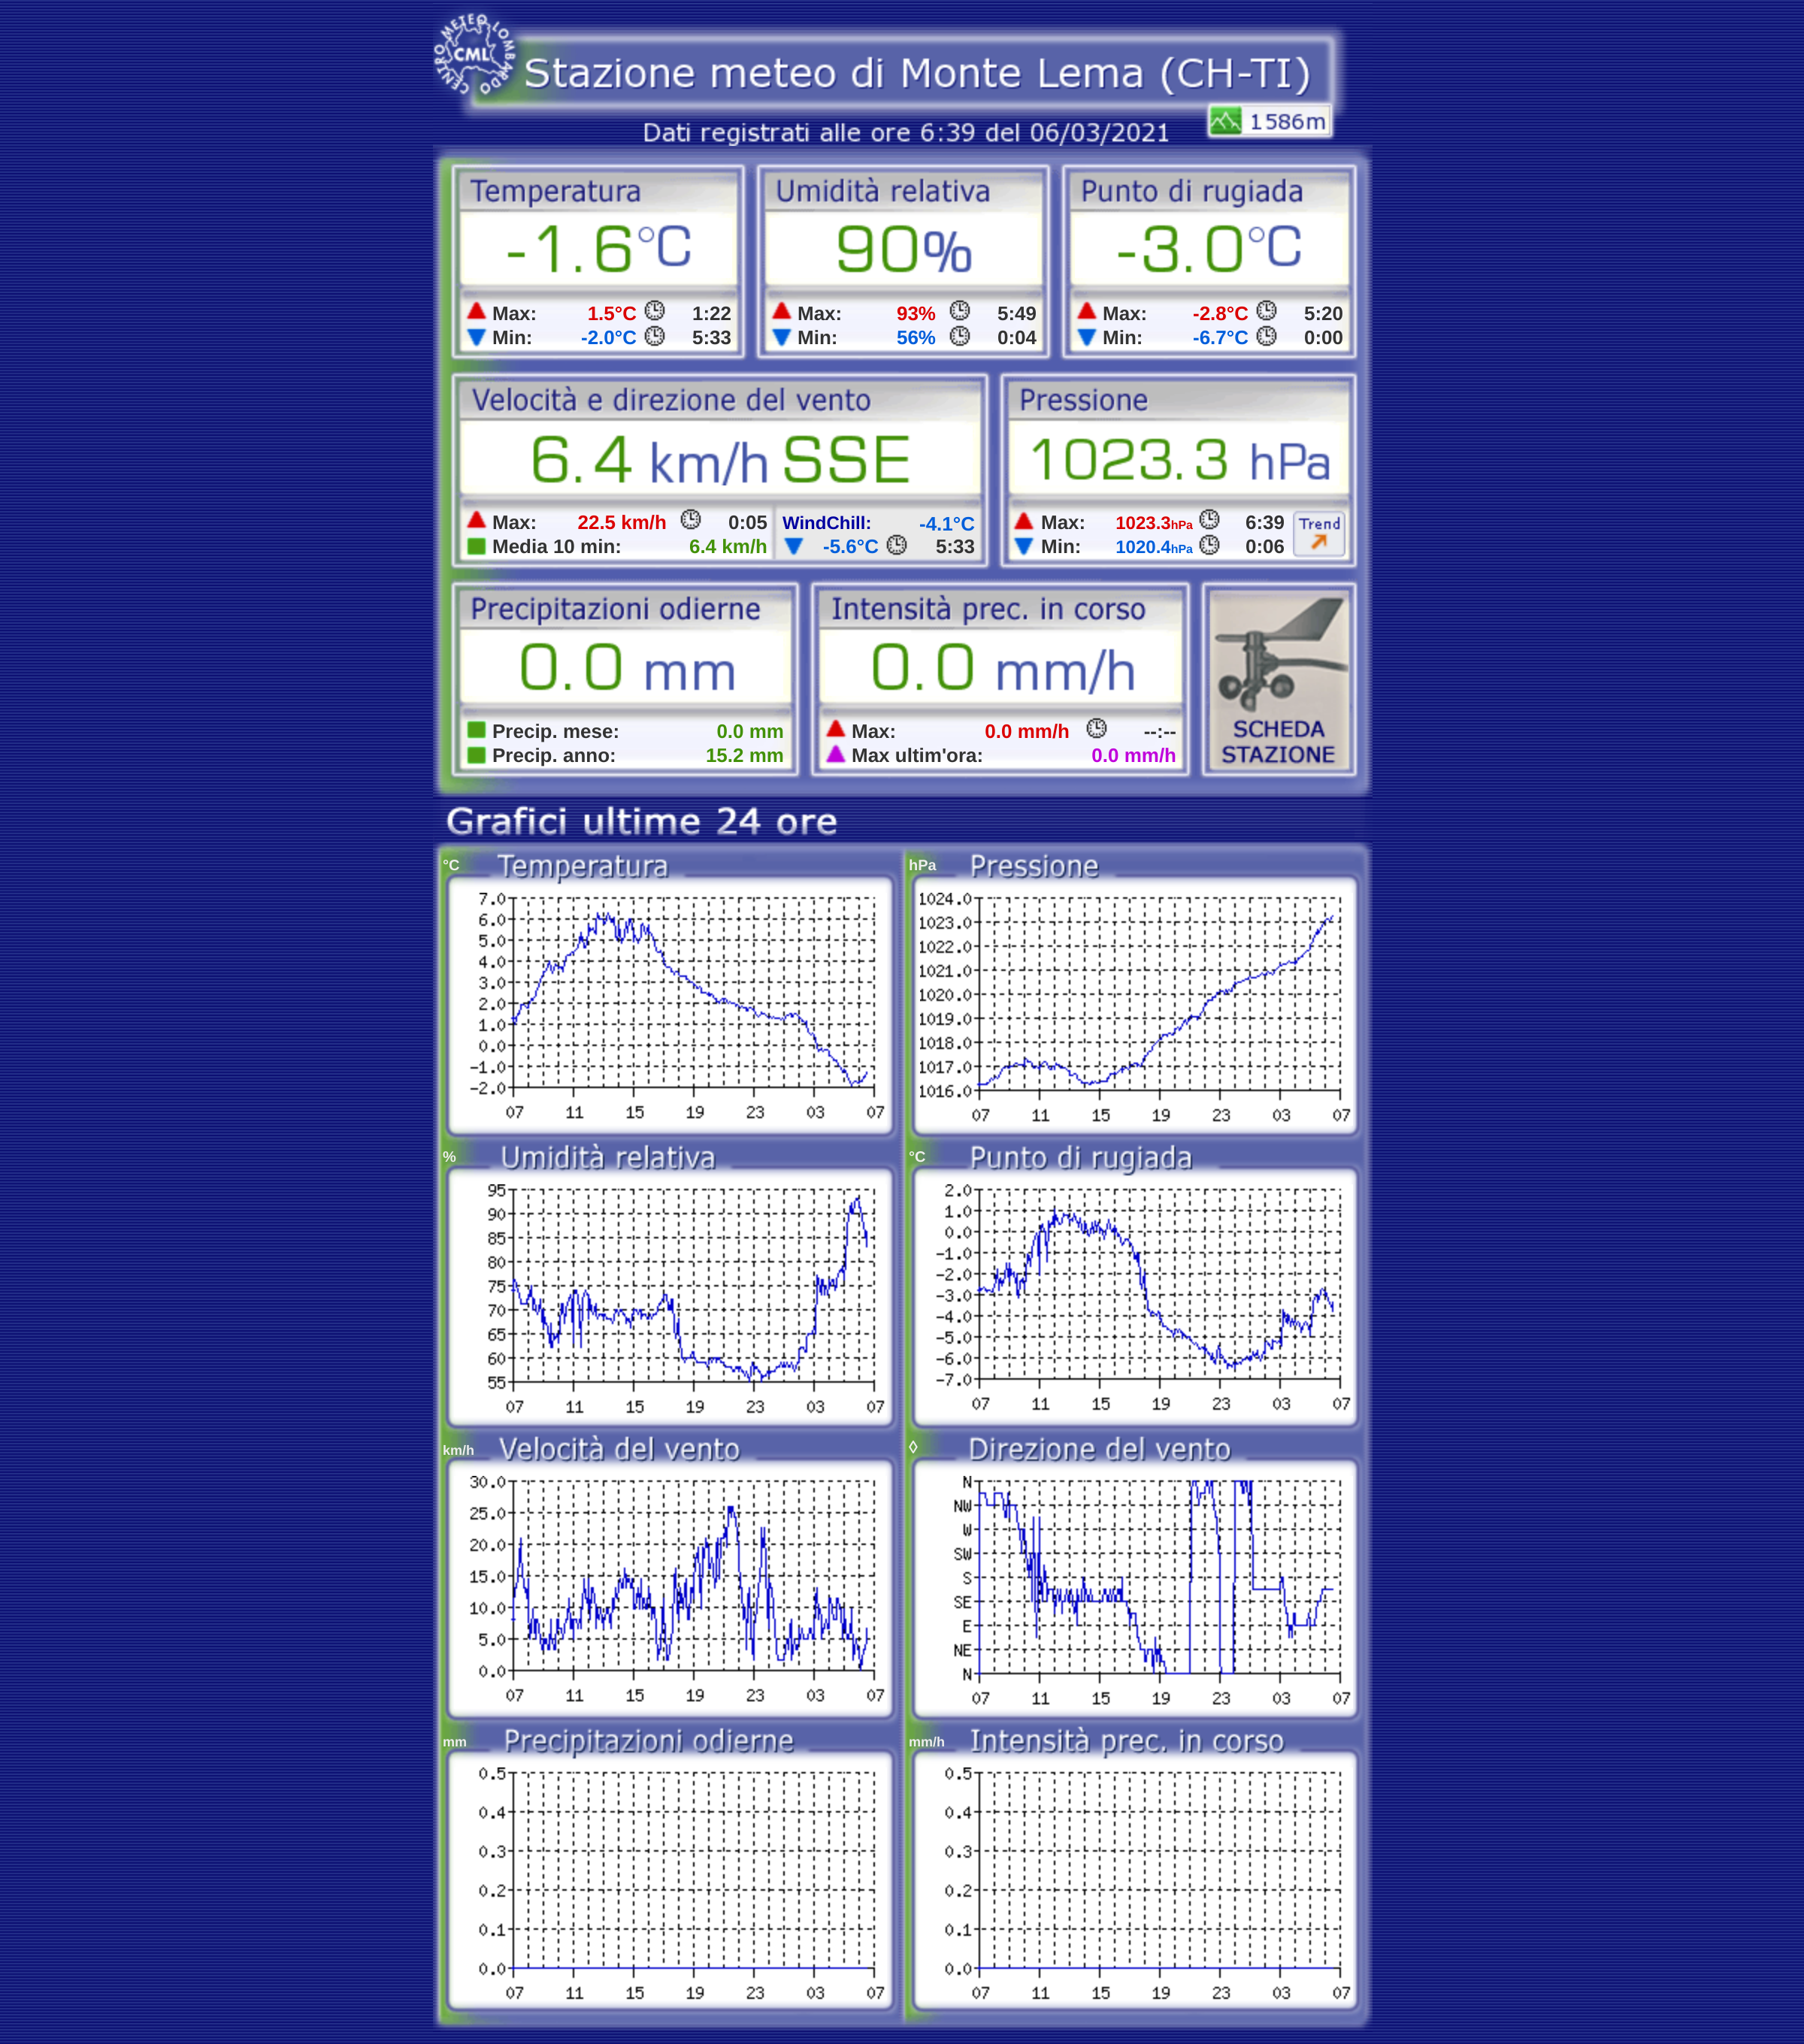 CENTRO METEO LOMBARDO
CML
Stazione meteo di Monte Lema (CH-TI)
1586m
Dati registrati alle ore 6:39 del 06/03/2021
Temperatura Umidità relativa Punto di rugiada
-1.6°C 90% -3.0°C
Max: 1.5°C 1:22 Max: 93% 5:49 Max: -2.8°C 5:20
Min: -2.0°C 5:33 Min: 56% 0:04 Min: -6.7°C 0:00
Velocità e direzione del vento Pressione
6.4 km/h SSE 1023.3 hPa
Max: 22.5 km/h 0:05 WindChill: -4.1°C Max: 1023.3hPa 6:39 Trend
Media 10 min: 6.4 km/h -5.6°C 5:33 Min: 1020.4hPa 0:06
Precipitazioni odierne Intensità prec. in corso
0.0 mm 0.0 mm/h
Precip. mese: 0.0 mm Max: 0.0 mm/h --:-- SCHEDA
Precip. anno: 15.2 mm Max ultim'ora: 0.0 mm/h STAZIONE
Grafici ultime 24 ore
°C Temperatura
7.0
6.0
5.0
4.0
3.0
2.0
1.0
0.0
-1.0
-2.0
07 11 15 19 23 03 07
hPa Pressione
1024.0
1023.0
1022.0
1021.0
1020.0
1019.0
1018.0
1017.0
1016.0
07 11 15 19 23 03 07
% Umidità relativa
95
90
85
80
75
70
65
60
55
07 11 15 19 23 03 07
°C Punto di rugiada
2.0
1.0
0.0
-1.0
-2.0
-3.0
-4.0
-5.0
-6.0
-7.0
07 11 15 19 23 03 07
km/h Velocità del vento
30.0
25.0
20.0
15.0
10.0
5.0
0.0
07 11 15 19 23 03 07
◊ Direzione del vento
N
NW
W
SW
S
SE
E
NE
N
07 11 15 19 23 03 07
mm Precipitazioni odierne
0.5
0.4
0.3
0.2
0.1
0.0
07 11 15 19 23 03 07
mm/h Intensità prec. in corso
0.5
0.4
0.3
0.2
0.1
0.0
07 11 15 19 23 03 07